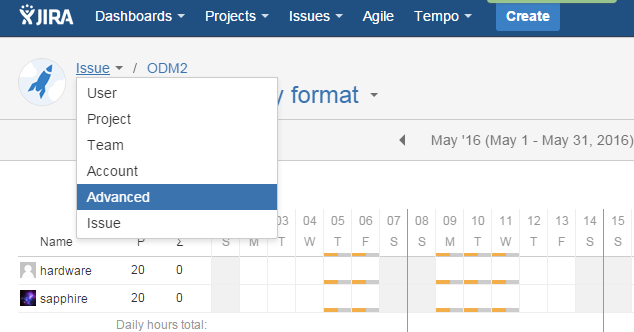 JIRA Dashboards Projects Issues Agile Tempo Create
Issue / ODM2
User
y format
Project
Team
May '16 (May 1 - May 31, 2016)
Account
Advanced
Issue
03 04 05 06 07 08 09 10 11 12 13 14 15
Name P Σ S M T W T F S S M T W T F S S
hardware 20 0
sapphire 20 0
Daily hours total: